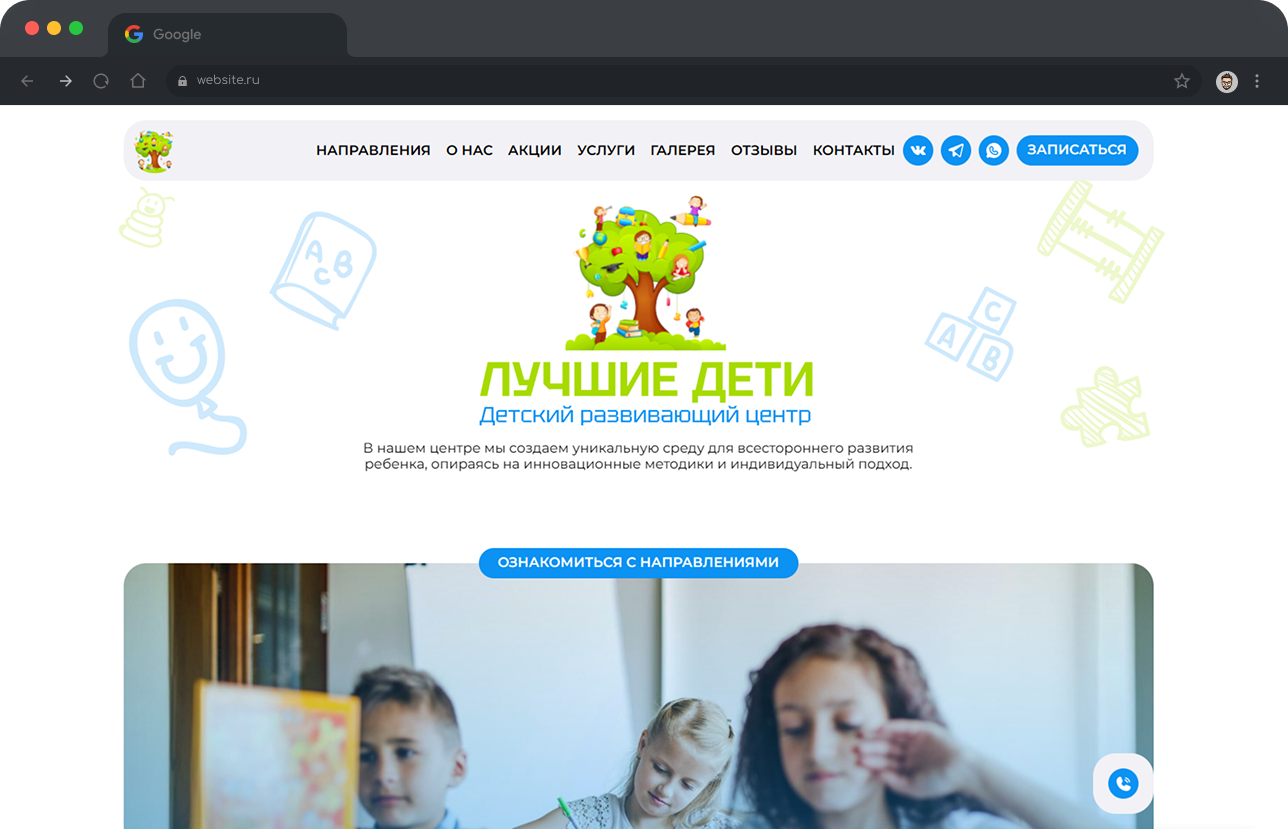 Google
website.ru
НАПРАВЛЕНИЯ О НАС АКЦИИ УСЛУГИ ГАЛЕРЕЯ ОТЗЫВЫ КОНТАКТЫ ЗАПИСАТЬСЯ
A B C
A B C
ЛУЧШИЕ ДЕТИ
Детский развивающий центр
В нашем центре мы создаем уникальную среду для всестороннего развития
ребенка, опираясь на инновационные методики и индивидуальный подход.
ОЗНАКОМИТЬСЯ С НАПРАВЛЕНИЯМИ